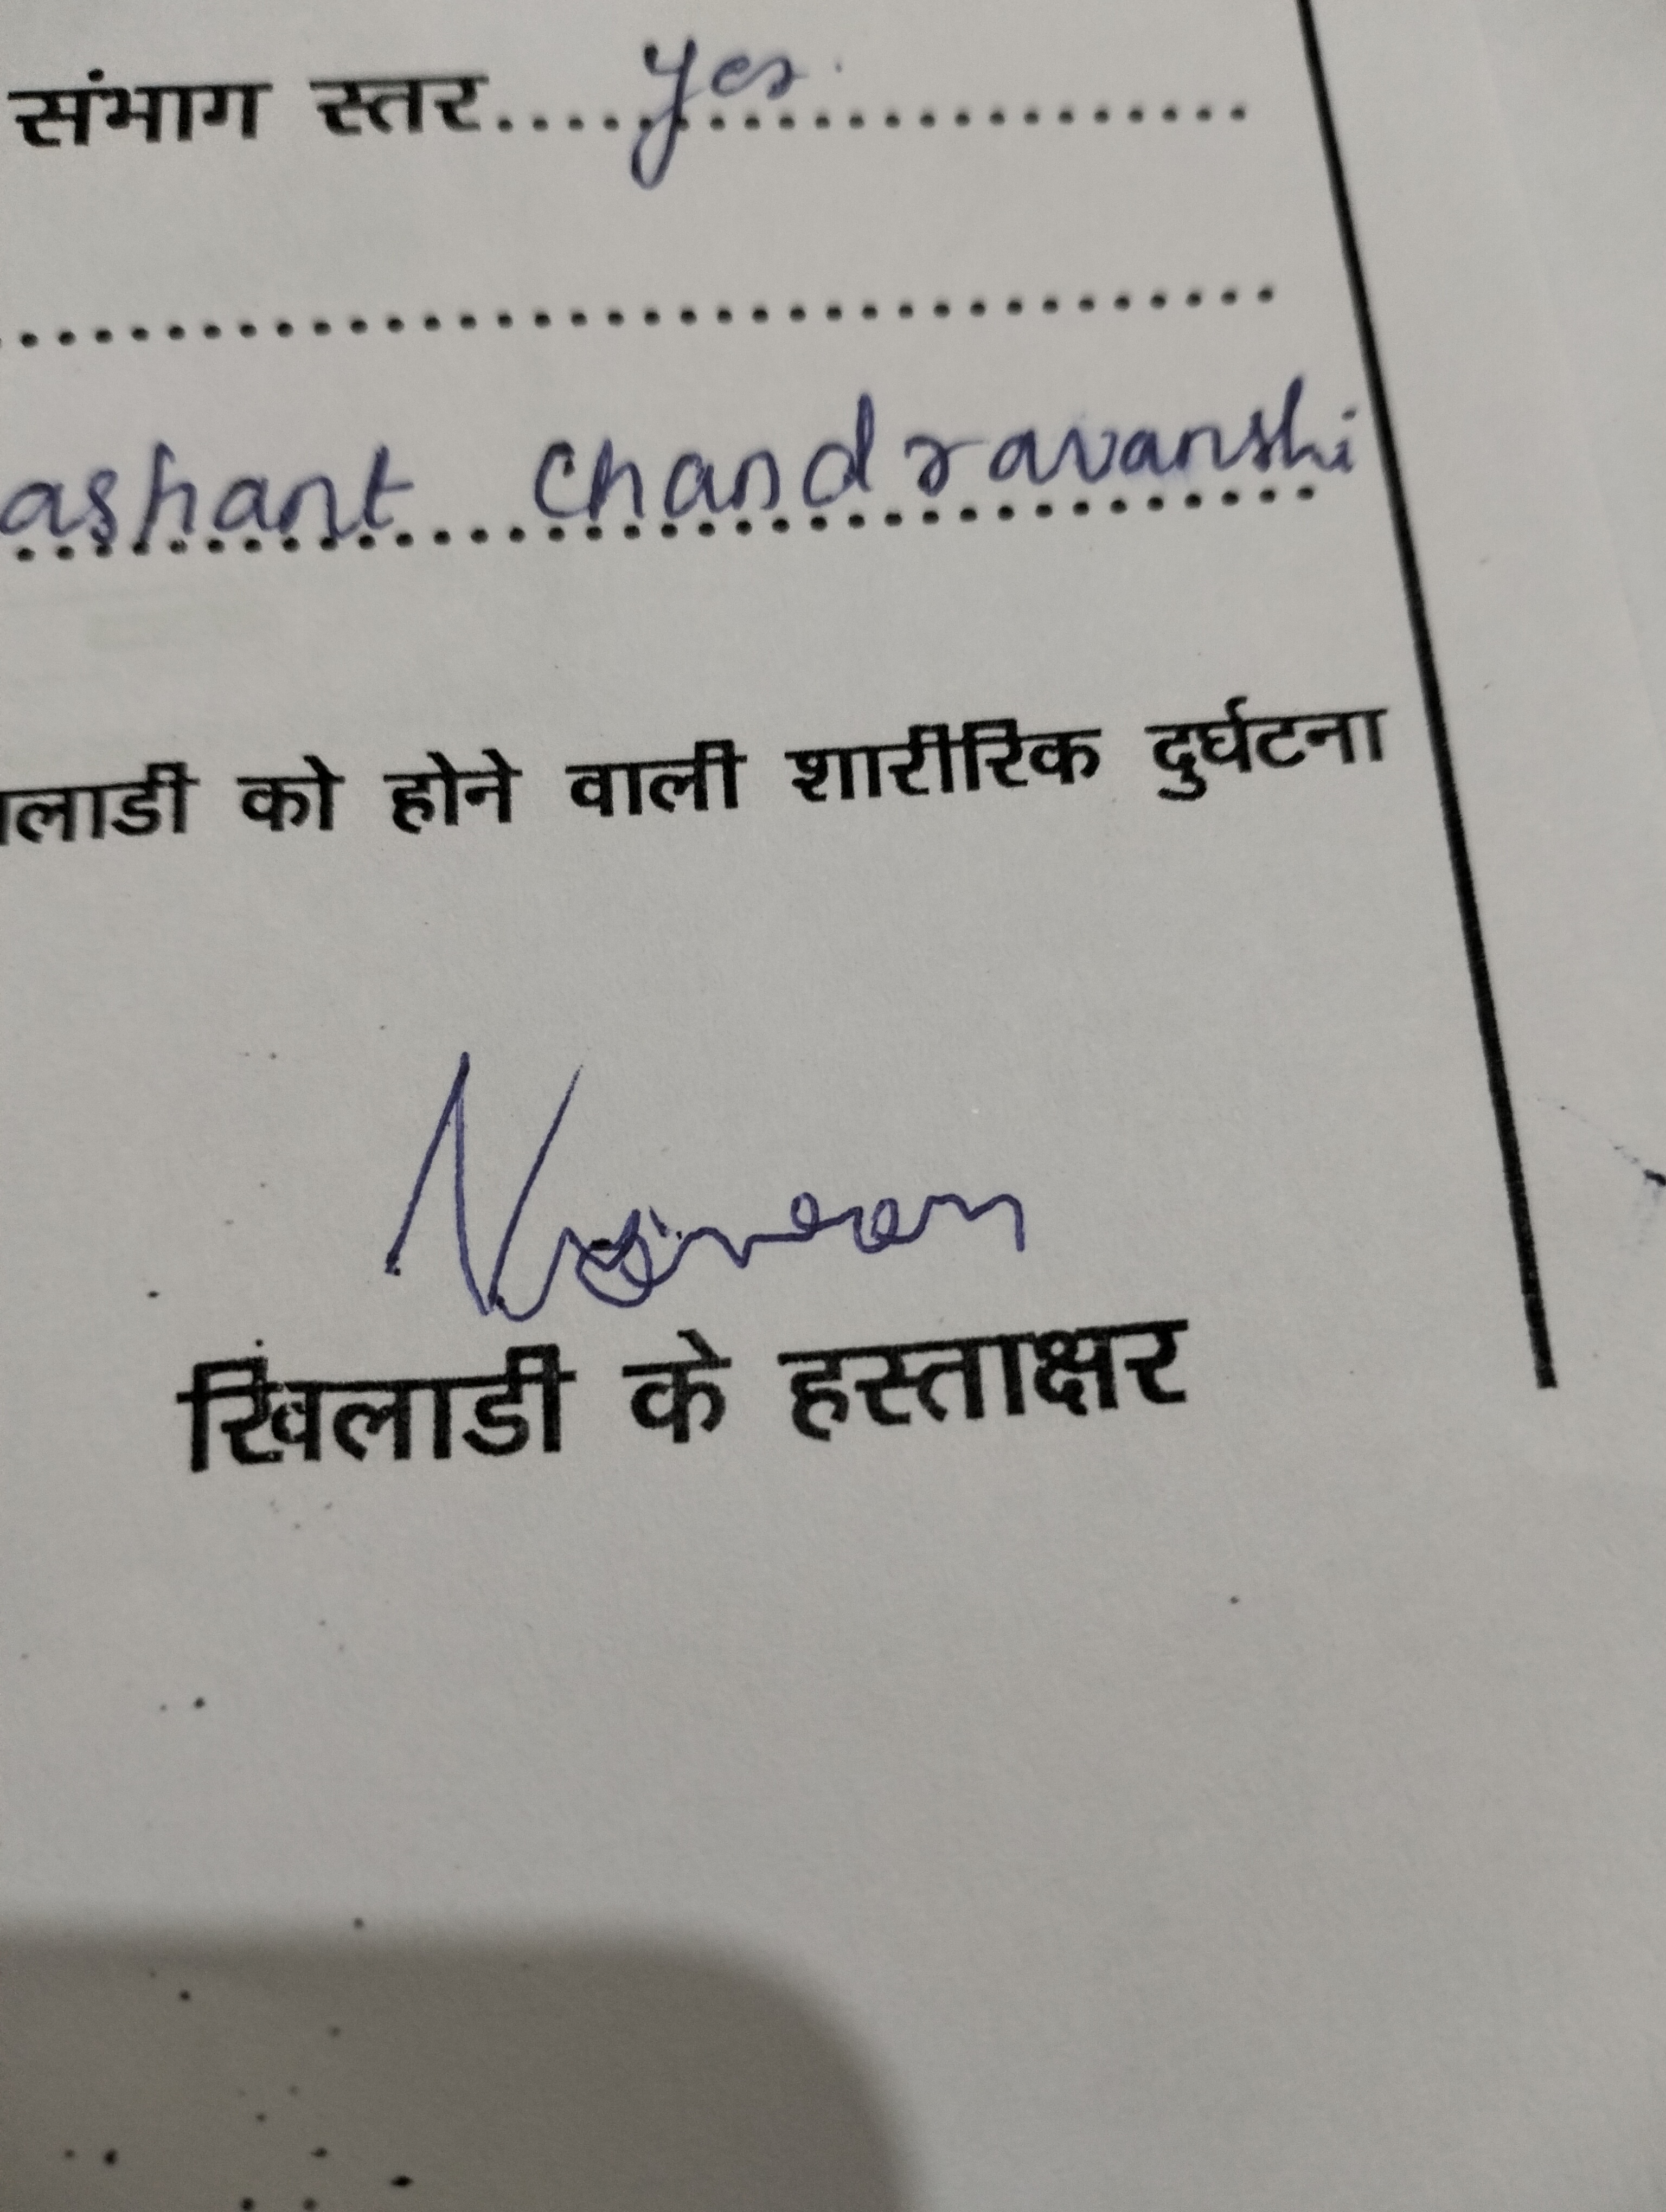 संभाग स्तर.....yes....................
........................................
ashant chandravanshi
लाडी को होने वाली शारीरिक दुर्घटना
खिलाडी के हस्ताक्षर